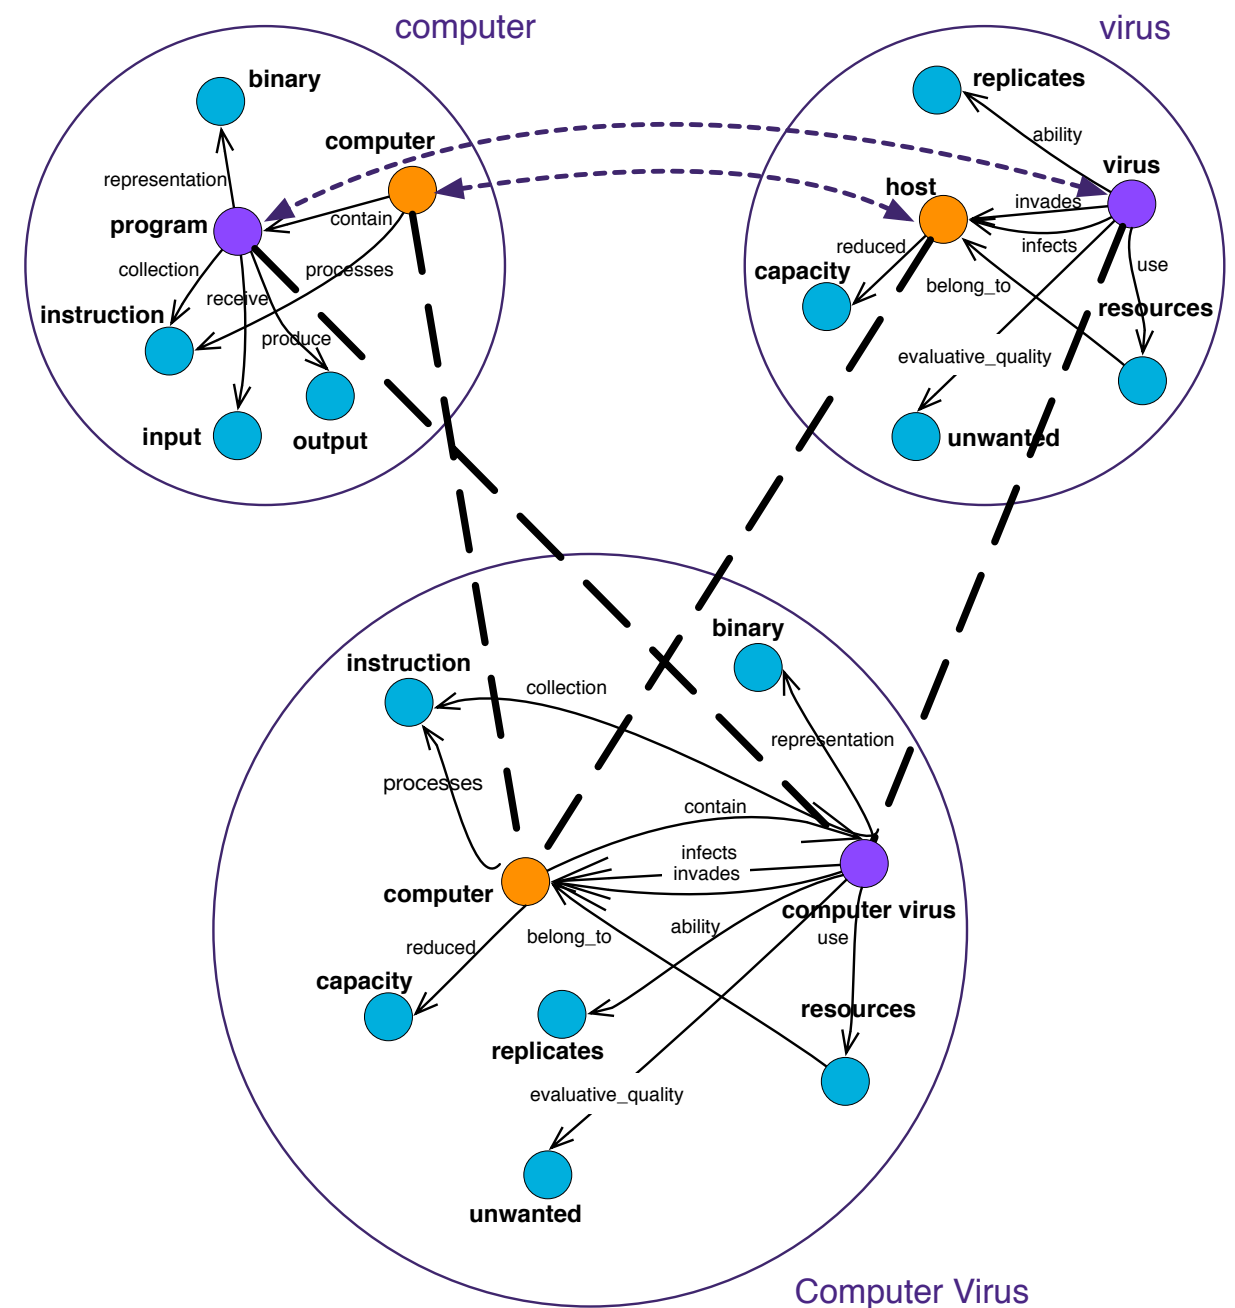 computer
virus
binary
computer
representation
program
contain
collection
processes
receive
instruction
produce
input
output
replicates
ability
virus
host
invades
reduced
infects
capacity
belong_to
use
resources
evaluative_quality
unwanted
binary
instruction
collection
representation
processes
contain
infects
invades
computer
computer virus
ability
use
belong_to
reduced
capacity
resources
replicates
evaluative_quality
unwanted
Computer Virus